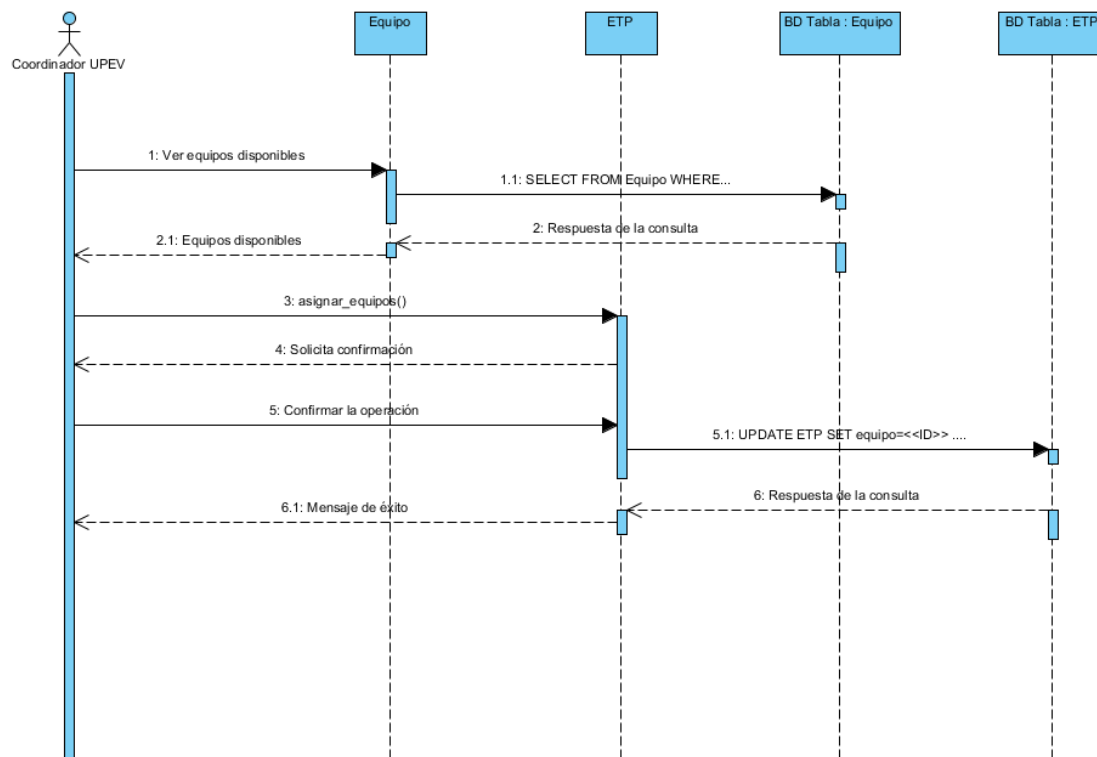 Equipo
ETP
BD Tabla : Equipo
BD Tabla : ETP
Coordinador UPEV
1: Ver equipos disponibles
1.1: SELECT FROM Equipo WHERE...
2: Respuesta de la consulta
2.1: Equipos disponibles
3: asignar_equipos()
4: Solicita confirmación
5: Confirmar la operación
5.1: UPDATE ETP SET equipo=<<ID>> ....
6: Respuesta de la consulta
6.1: Mensaje de éxito